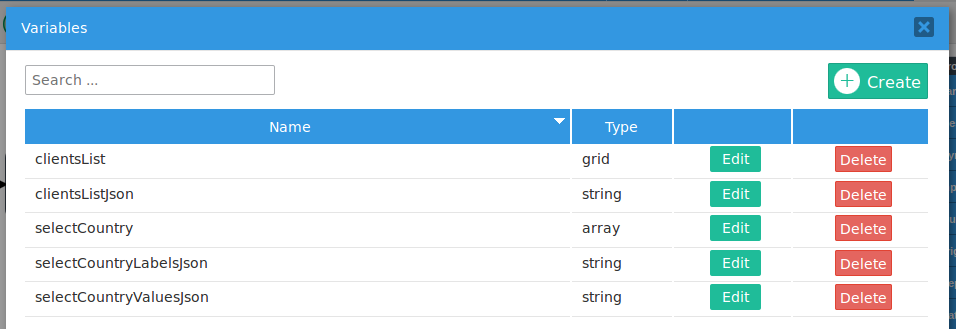 Variables
Search ...
Create
Name Type
clientsList grid Edit Delete
clientsListJson string Edit Delete
selectCountry array Edit Delete
selectCountryLabelsJson string Edit Delete
selectCountryValuesJson string Edit Delete